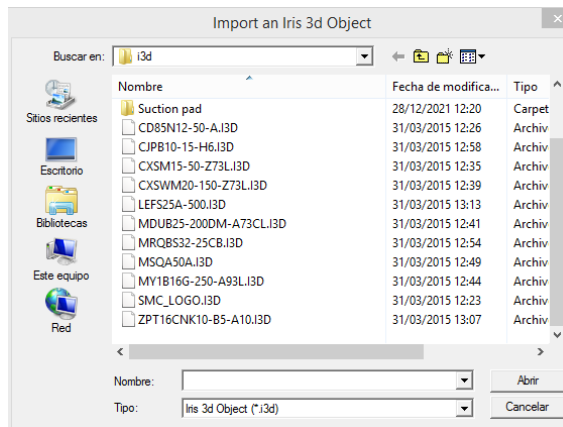 Import an Iris 3d Object
Buscar en: i3d
Nombre Fecha de modifica... Tipo
Suction pad 28/12/2021 12:20 Carpet
CD85N12-50-A.I3D 31/03/2015 12:26 Archiv
CJPB10-15-H6.I3D 31/03/2015 12:58 Archiv
CXSM15-50-Z73L.I3D 31/03/2015 12:35 Archiv
CXSWM20-150-Z73L.I3D 31/03/2015 12:39 Archiv
LEFS25A-500.I3D 31/03/2015 13:13 Archiv
MDUB25-200DM-A73CL.I3D 31/03/2015 12:41 Archiv
MRQBS32-25CB.I3D 31/03/2015 12:54 Archiv
MSQA50A.I3D 31/03/2015 12:49 Archiv
MY1B16G-250-A93L.I3D 31/03/2015 12:44 Archiv
SMC_LOGO.I3D 31/03/2015 12:23 Archiv
ZPT16CNK10-B5-A10.I3D 31/03/2015 13:07 Archiv
Sitios recientes
Escritorio
Bibliotecas
Este equipo
Red
Nombre: Abrir
Tipo: Iris 3d Object (*.i3d) Cancelar